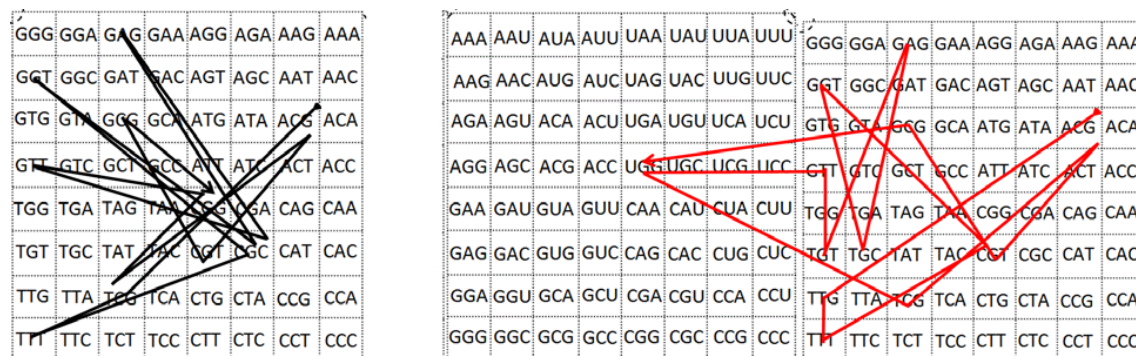 GGG GGA GAG GAA AGG AGA AAG AAA
GGT GGC GAT GAC AGT AGC AAT AAC
GTG GTA GCG GCA ATG ATA ACG ACA
GTT GTC GCT GCC ATT ATC ACT ACC
TGG TGA TAG TAA CGG CGA CAG CAA
TGT TGC TAT TAC CGT CGC CAT CAC
TTG TTA TCG TCA CTG CTA CCG CCA
TTT TTC TCT TCC CTT CTC CCT CCC
AAA AAU AUA AUU UAA UAU UUA UUU
AAG AAC AUG AUC UAG UAC UUG UUC
AGA AGU ACA ACU UGA UGU UCA UCU
AGG AGC ACG ACC UGG UGC UCG UCC
GAA GAU GUA GUU CAA CAU CUA CUU
GAG GAC GUG GUC CAG CAC CUG CUC
GGA GGU GCA GCU CGA CGU CCA CCU
GGG GGC GCG GCC CGG CGC CCG CCC
GGG GGA GAG GAA AGG AGA AAG AAA
GGT GGC GAT GAC AGT AGC AAT AAC
GTG GTA GCG GCA ATG ATA ACG ACA
GTT GTC GCT GCC ATT ATC ACT ACC
TGG TGA TAG TAA CGG CGA CAG CAA
TGT TGC TAT TAC CGT CGC CAT CAC
TTG TTA TCG TCA CTG CTA CCG CCA
TTT TTC TCT TCC CTT CTC CCT CCC